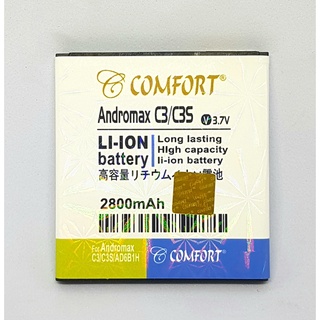 C COMFORT®
Andromax C3/C3S V 3.7V
LI-ION battery
Long lasting
HIgh capacity
li-ion battery
高容量リチウムイオン電池
2800mAh
For Andromax
C3/C3S/AD6B1H
C COMFORT®